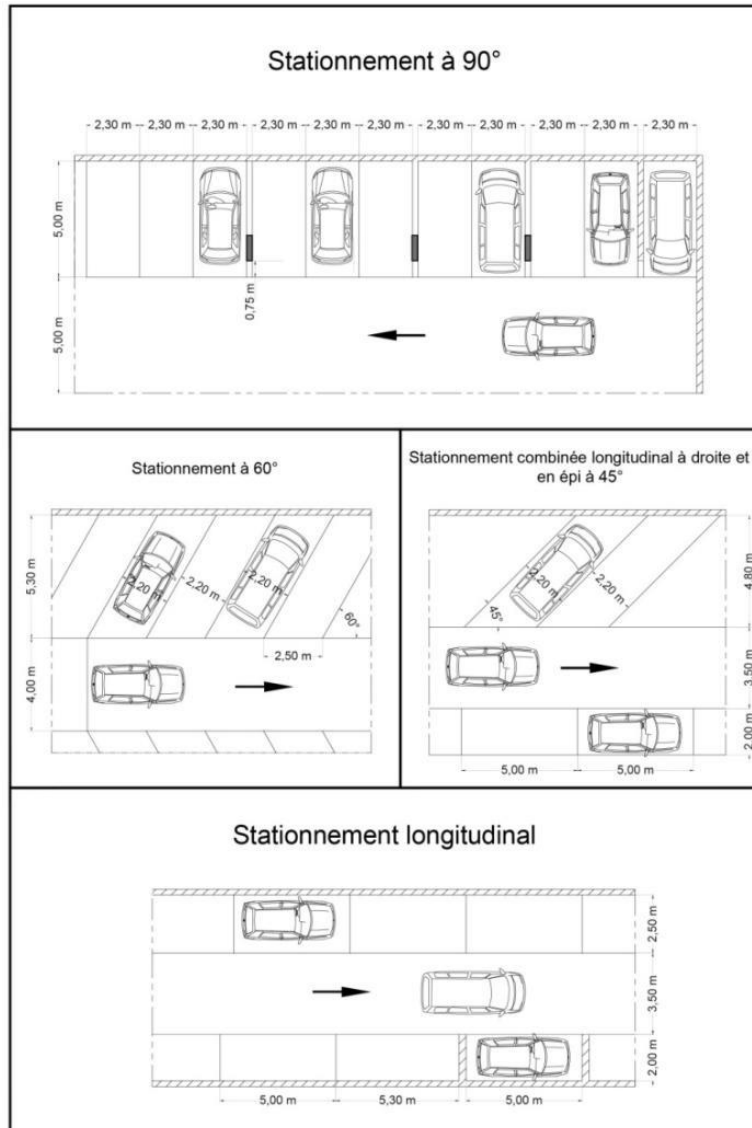 Stationnement à 90°
2,30 m 2,30 m 2,30 m 2,30 m 2,30 m 2,30 m 2,30 m 2,30 m 2,30 m 2,30 m 2,30 m
5,00 m
0,75 m
5,00 m
Stationnement à 60°
5,30 m
2,20 m
2,20 m
2,20 m
60°
2,50 m
4,00 m
Stationnement combinée longitudinal à droite et
en épi à 45°
2,20 m
2,20 m
45°
4,80 m
3,50 m
2,00 m
5,00 m 5,00 m
Stationnement longitudinal
2,50 m
3,50 m
2,00 m
5,00 m 5,30 m 5,00 m